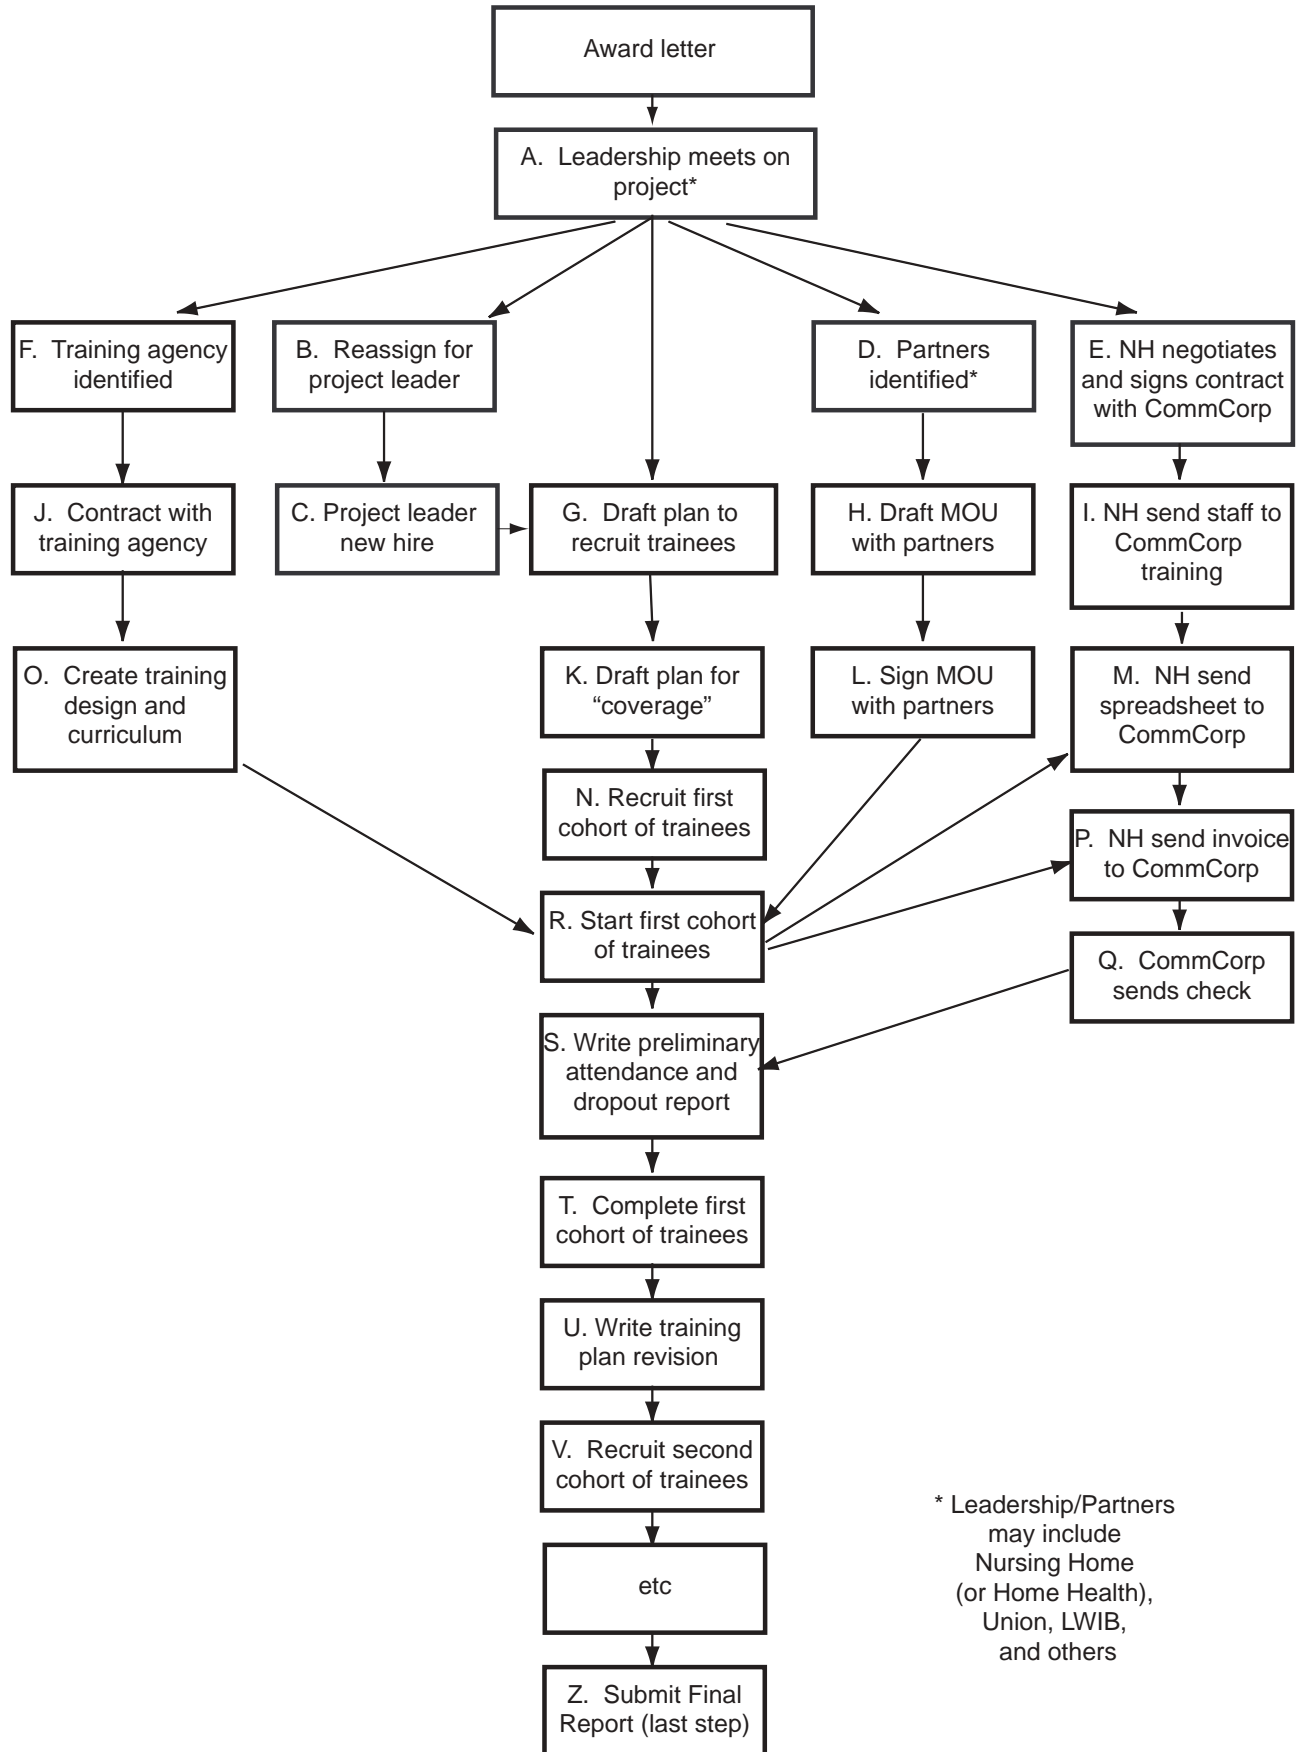 Award letter
A.  Leadership meets on
project*
F.  Training agency
identified
B.  Reassign for
project leader
D.  Partners
identified*
E. NH negotiates
and signs contract
with CommCorp
J.  Contract with
training agency
C. Project leader
new hire
G.  Draft plan to
recruit trainees
H. Draft MOU
with partners
I. NH send staff to
CommCorp
training
O.  Create training
design and
curriculum
K. Draft plan for
“coverage”
L. Sign MOU
with partners
M.  NH send
spreadsheet to
CommCorp
N. Recruit first
cohort of trainees
P.  NH send invoice
to CommCorp
R. Start first cohort
of trainees
Q.  CommCorp
sends check
S. Write preliminary
attendance and
dropout report
T.  Complete first
cohort of trainees
U. Write training
plan revision
V.  Recruit second
cohort of trainees
* Leadership/Partners
may include
Nursing Home
(or Home Health),
Union, LWIB,
and others
etc
Z.  Submit Final
Report (last step)